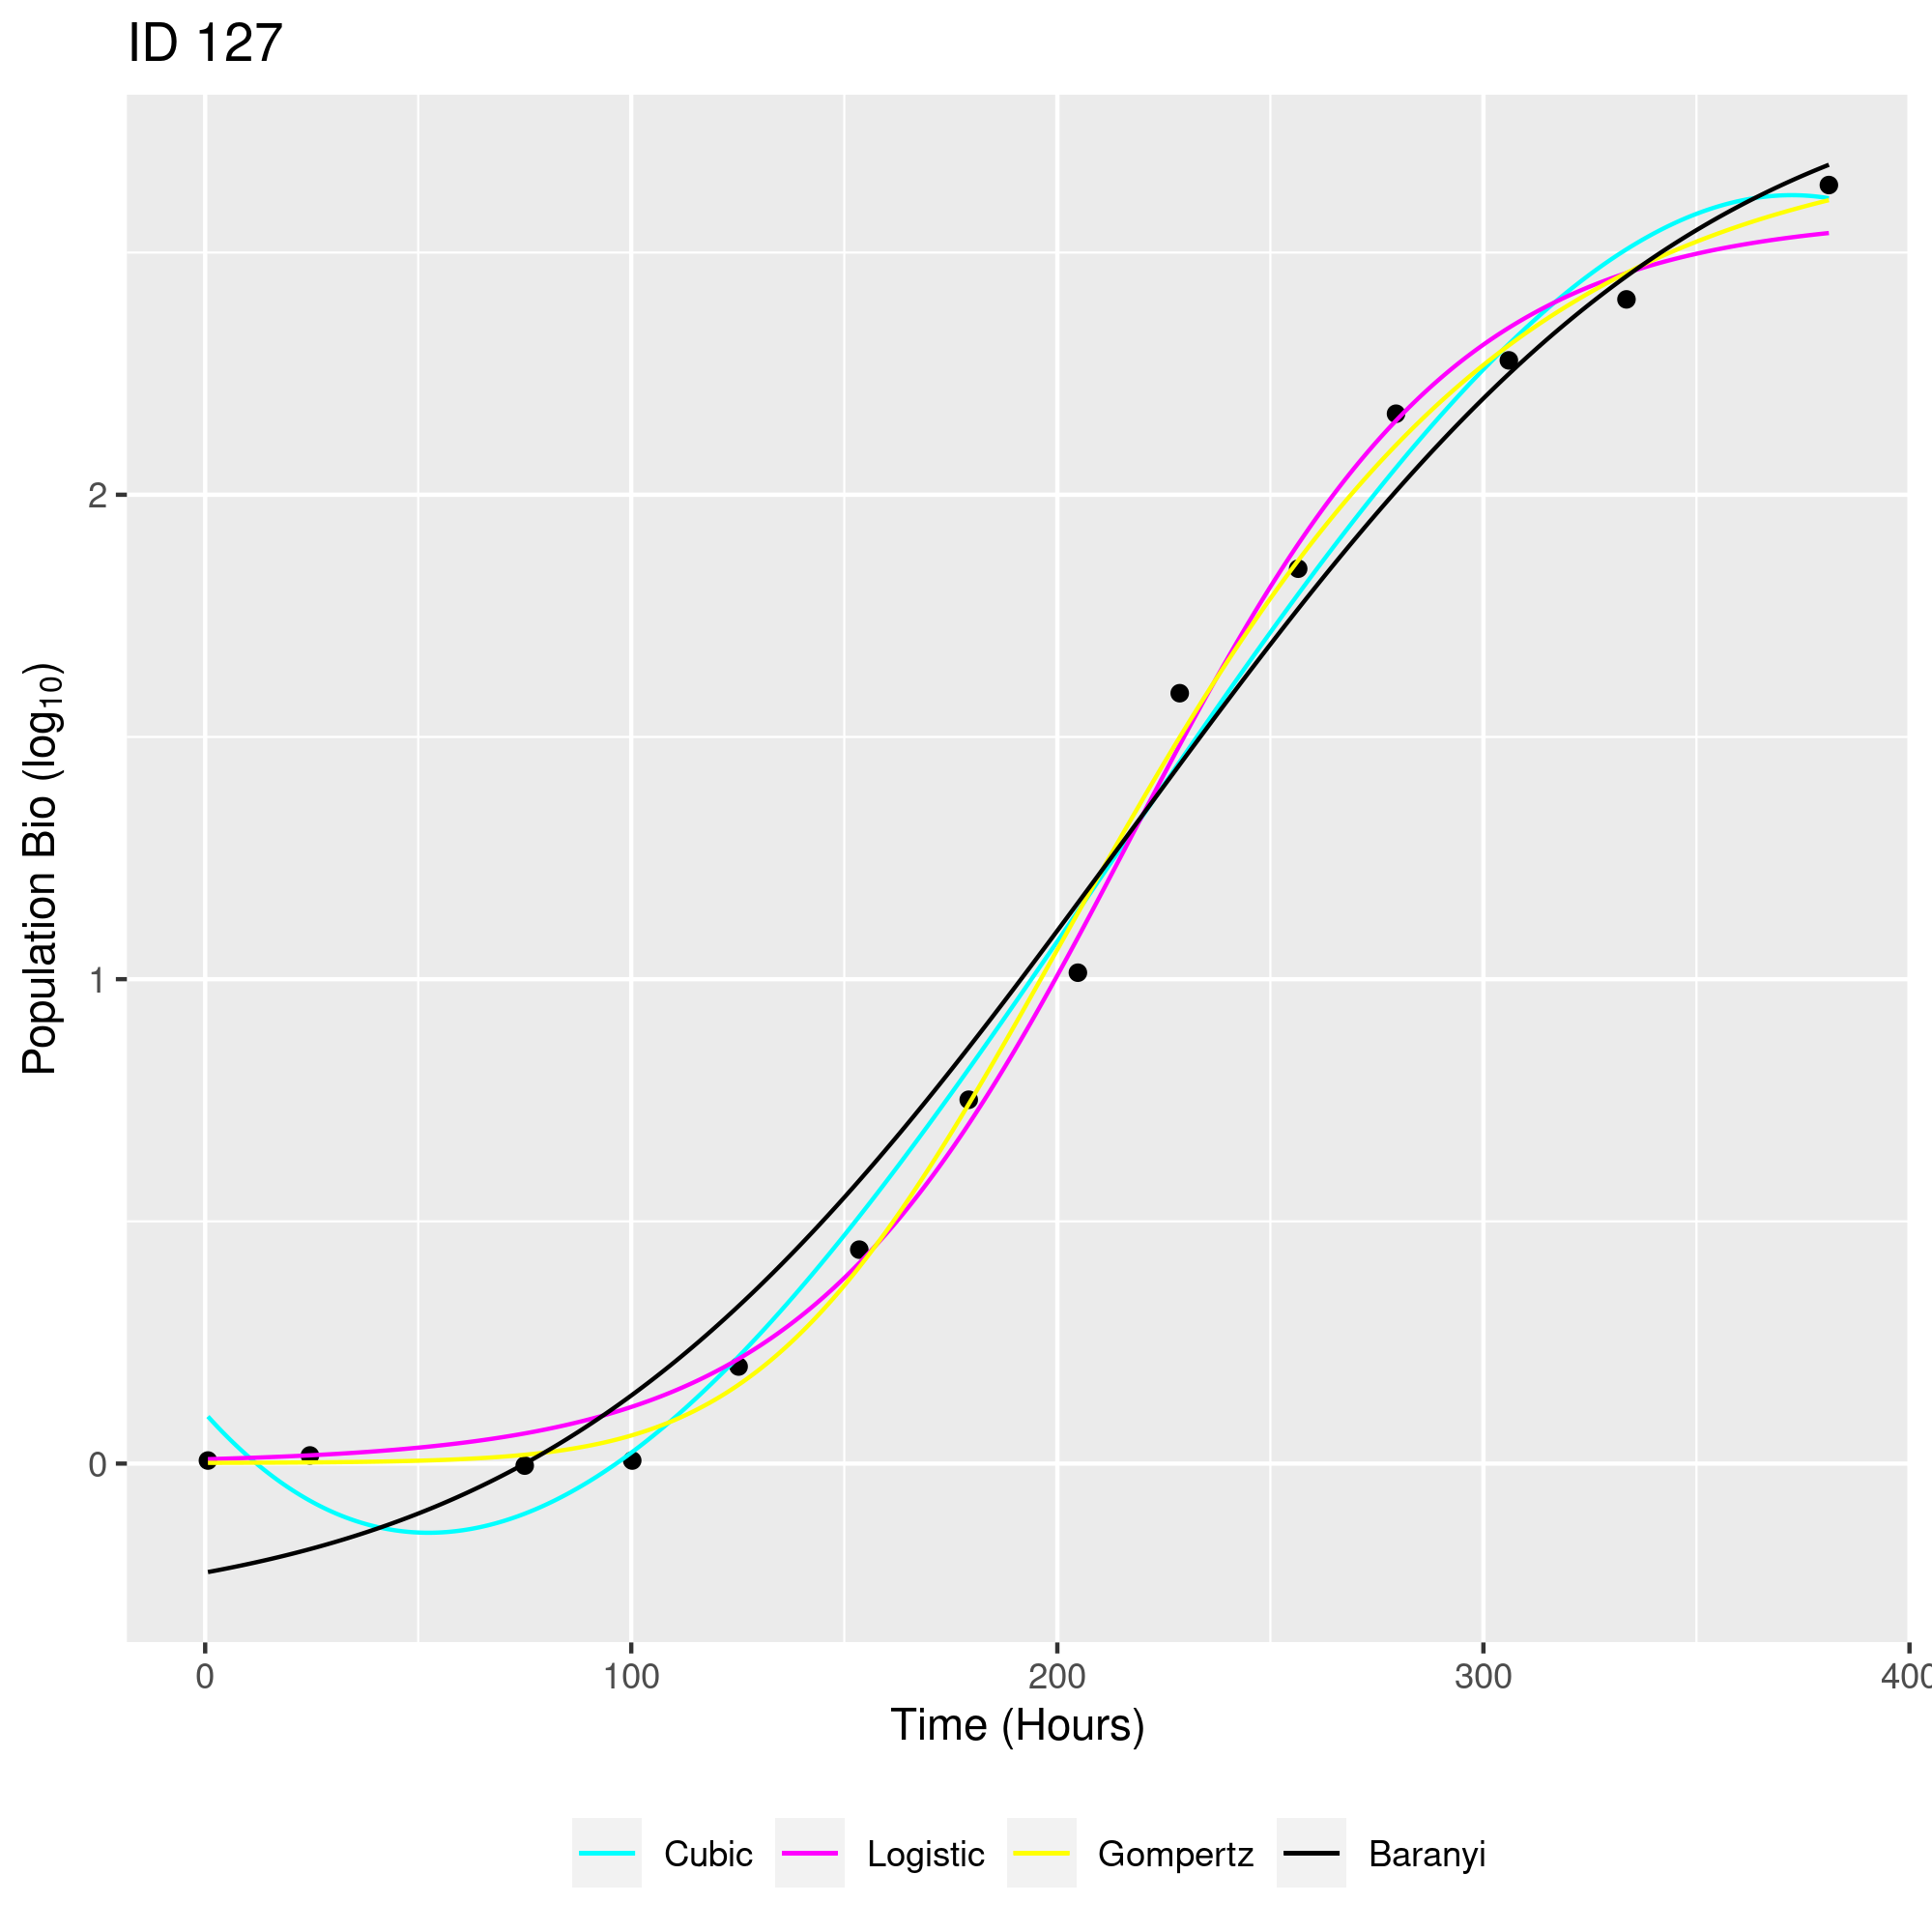 ID 127
Population Bio (log₁₀)
2
1
0
0 100 200 300 400
Time (Hours)
Cubic Logistic Gompertz Baranyi